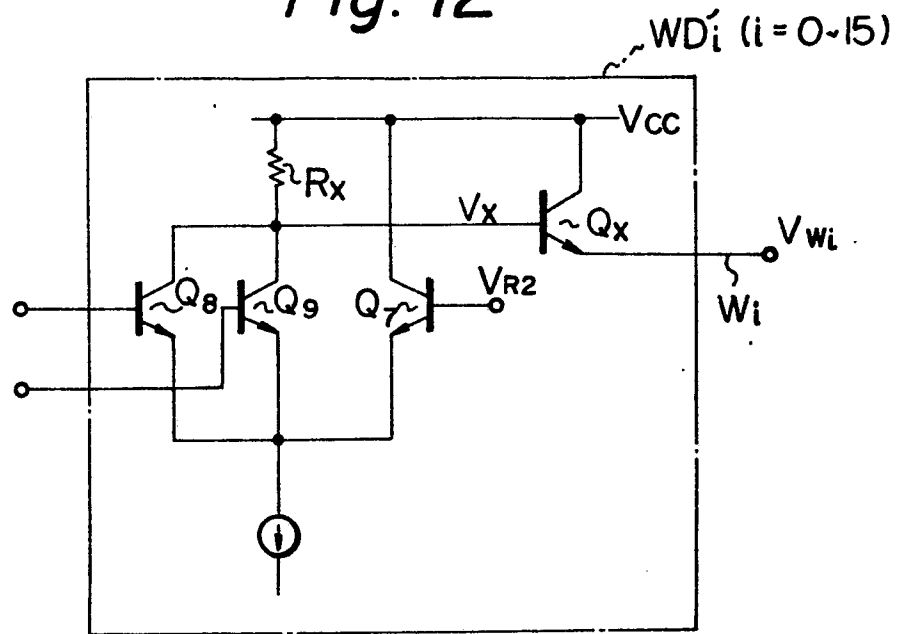 Fig. 12
WD'i (i = 0~15)
VCC
RX
VX
QX
VWi
Q8
Q9
Q7
VR2
Wi